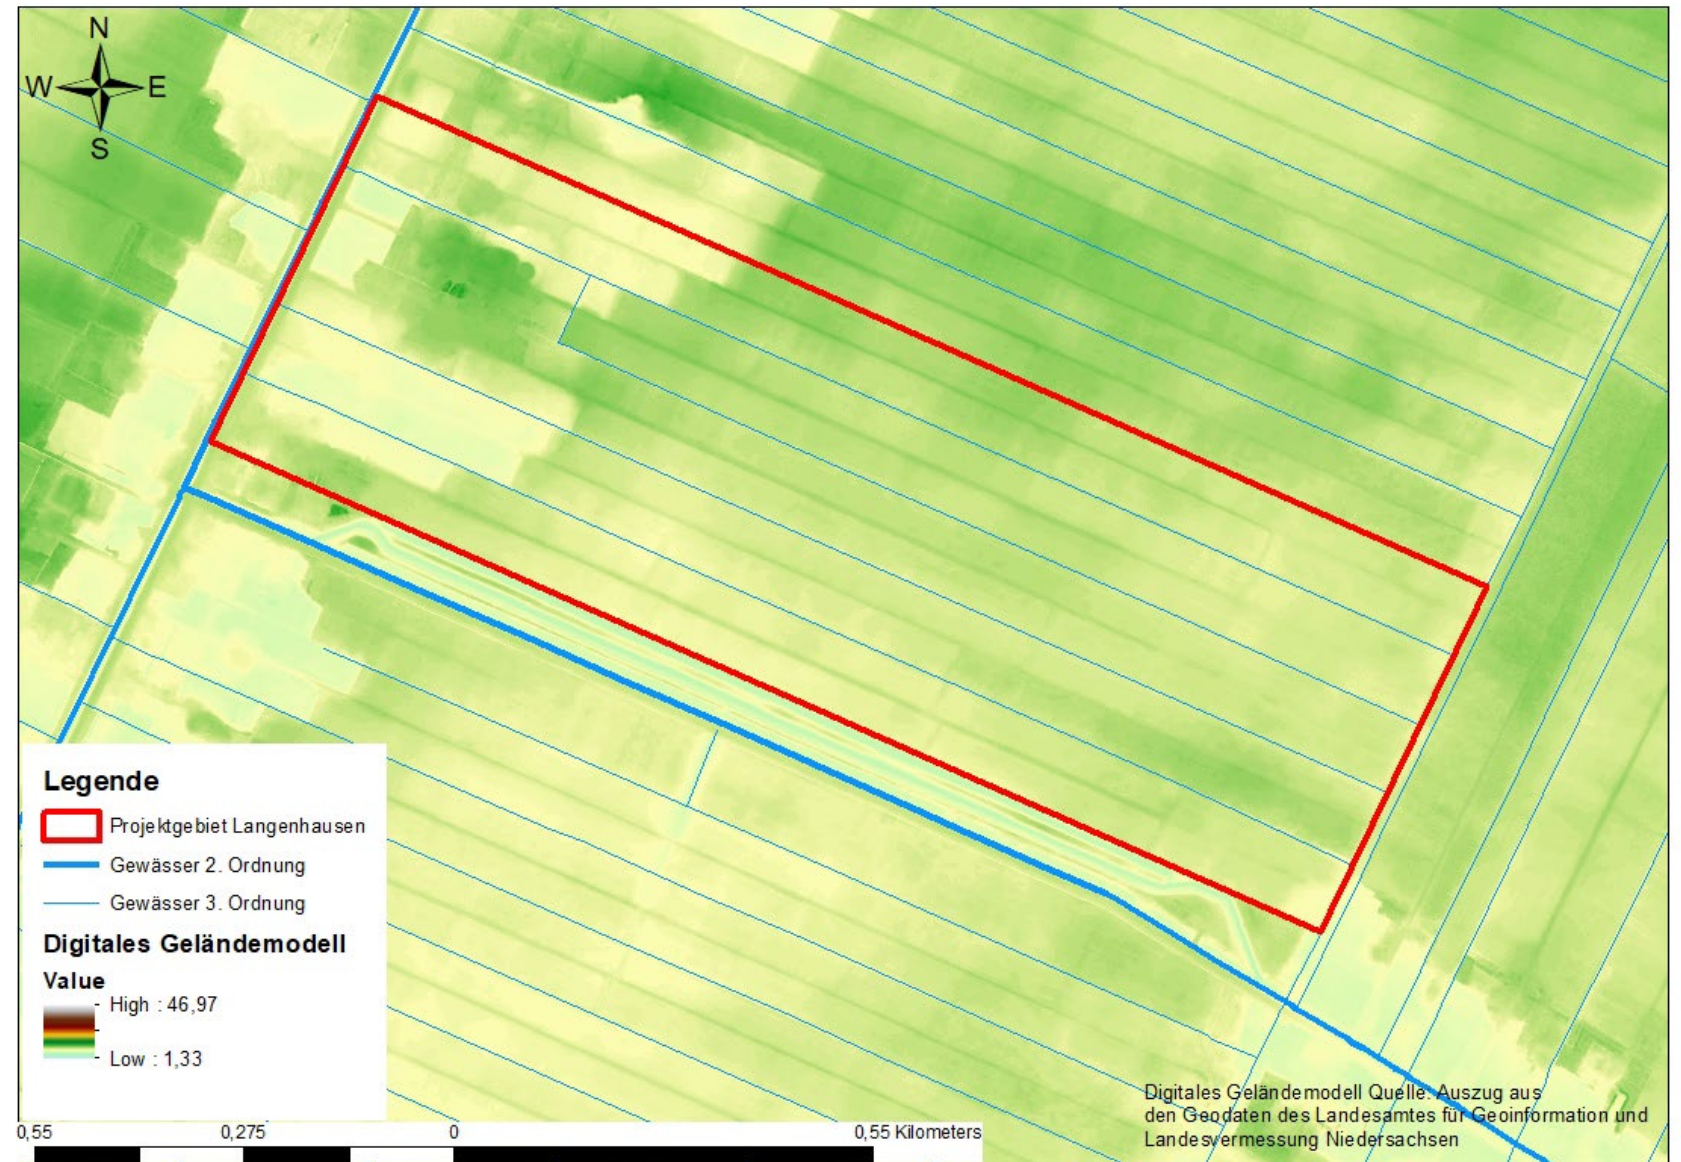 N
W E
S
Legende
Projektgebiet Langenhausen
Gewässer 2. Ordnung
Gewässer 3. Ordnung
Digitales Geländemodell
Value
High : 46,97
Low : 1,33
Digitales Geländemodell Quelle: Auszug aus
den Geodaten des Landesamtes für Geoinformation und
Landesvermessung Niedersachsen
0,55 0,275 0 0,55 Kilometers